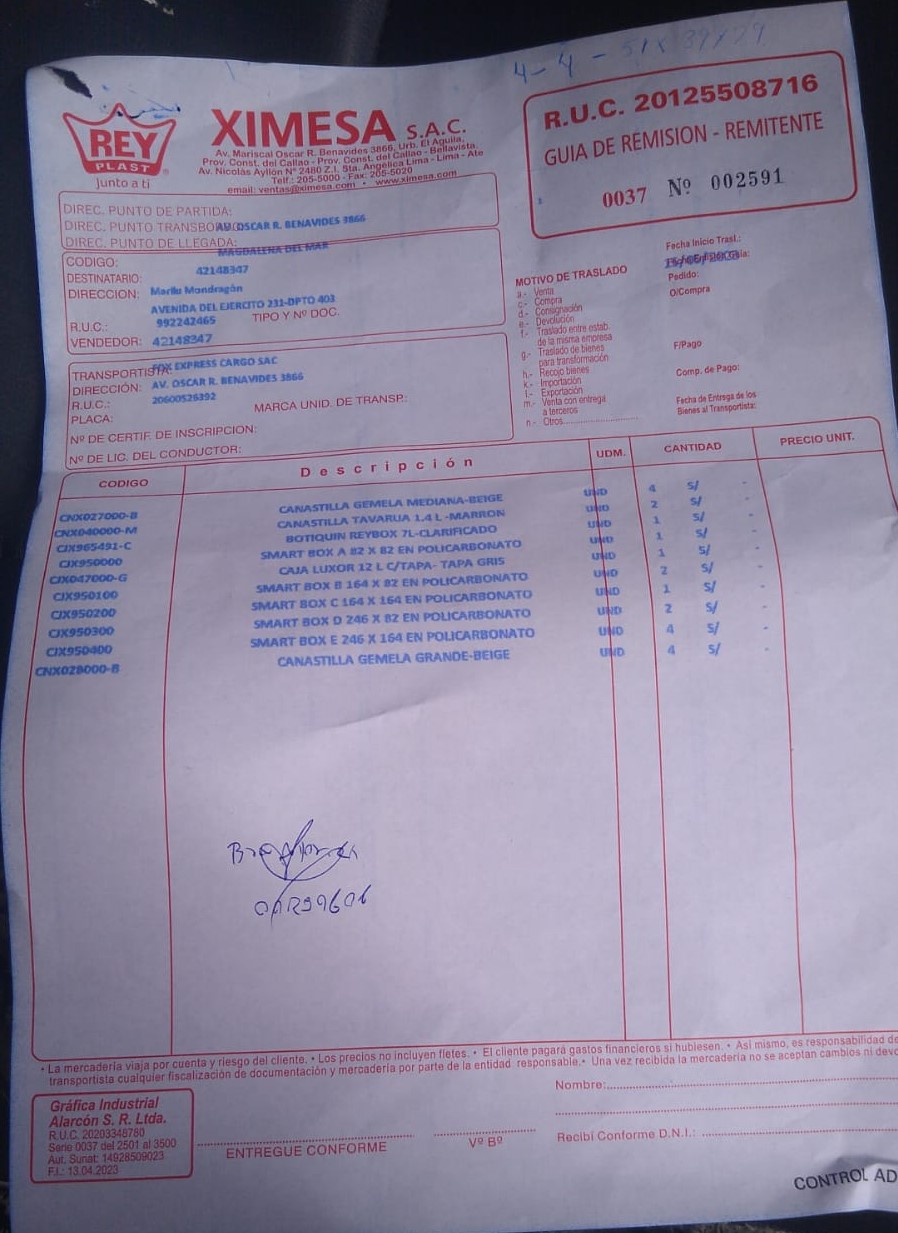 4-4-51x39x29
REY
PLAST
Junto a ti
XIMESA S.A.C.
Av. Mariscal Oscar R. Benavides 3866, Urb. El Aguila,
Prov. Const. del Callao - Prov. Const. del Callao - Bellavista
Av. Nicolás Ayllón Nº 2480 Z.I. Sta. Angélica Lima - Lima - Ate
Telf.: 205-5000 - Fax: 205-5020
email: ventas@ximesa.com • www.ximesa.com
R.U.C. 20125508716
GUIA DE REMISION - REMITENTE
0037 Nº 002591
DIREC. PUNTO DE PARTIDA:
DIREC. PUNTO TRANSBORDO: AV. OSCAR R. BENAVIDES 3866
DIREC. PUNTO DE LLEGADA:
MAGDALENA DEL MAR
CODIGO: 42148347
DESTINATARIO: Marilu Mondragón
DIRECCION: AVENIDA DEL EJERCITO 231-DPTO 403
R.U.C.: 992242465 TIPO Y Nº DOC.
VENDEDOR: 42148347
MOTIVO DE TRASLADO
a.- Venta
c.- Compra
d.- Consignación
e.- Devolución
f.- Traslado entre estab.
de la misma empresa
g.- Traslado de bienes
para transformación
h.- Recojo bienes
k.- Importación
l.- Exportación
m.- Venta con entrega
a terceros
n.- Otros
Fecha Inicio Trasl.:
Pedido:
O/Compra
F/Pago
Comp. de Pago:
Fecha de Entrega de los
Bienes al Transportista:
TRANSPORTISTA: EXPRESS CARGO SAC
DIRECCIÓN: AV. OSCAR R. BENAVIDES 3866
R.U.C.: 20600526392
PLACA: MARCA UNID. DE TRANSP.:
Nº DE CERTIF. DE INSCRIPCION:
Nº DE LIC. DEL CONDUCTOR:
CODIGO Descripción UDM. CANTIDAD PRECIO UNIT.
CNX027000-B CANASTILLA GEMELA MEDIANA-BEIGE UND 4 S/ -
CNX040000-M CANASTILLA TAVARUA 1.4 L -MARRON UND 2 S/ -
CJX965491-C BOTIQUIN REYBOX 7L-CLARIFICADO UND 1 S/ -
CJX950000 SMART BOX A 82 X 82 EN POLICARBONATO UND 1 S/ -
CJX047000-G CAJA LUXOR 12 L C/TAPA- TAPA GRIS UND 1 S/ -
CJX950100 SMART BOX B 164 X 82 EN POLICARBONATO UND 2 S/ -
CJX950200 SMART BOX C 164 X 164 EN POLICARBONATO UND 1 S/ -
CJX950300 SMART BOX D 246 X 82 EN POLICARBONATO UND 2 S/ -
CJX950400 SMART BOX E 246 X 164 EN POLICARBONATO UND 4 S/ -
CNX028000-B CANASTILLA GEMELA GRANDE-BEIGE UND 4 S/ -
• La mercadería viaja por cuenta y riesgo del cliente. • Los precios no incluyen fletes. • El cliente pagará gastos financieros si hubiesen. • Así mismo, es responsabilidad de
transportista cualquier fiscalización de documentación y mercadería por parte de la entidad responsable. • Una vez recibida la mercadería no se aceptan cambios ni devo
Nombre:
Gráfica Industrial
Alarcón S. R. Ltda.
R.U.C. 20203346780
Serie 0037 del 2501 al 3500
Aut. Sunat: 14928509023
F.I.: 13.04.2023
ENTREGUE CONFORME
Vº Bº
Recibí Conforme D.N.I.:
CONTROL AD